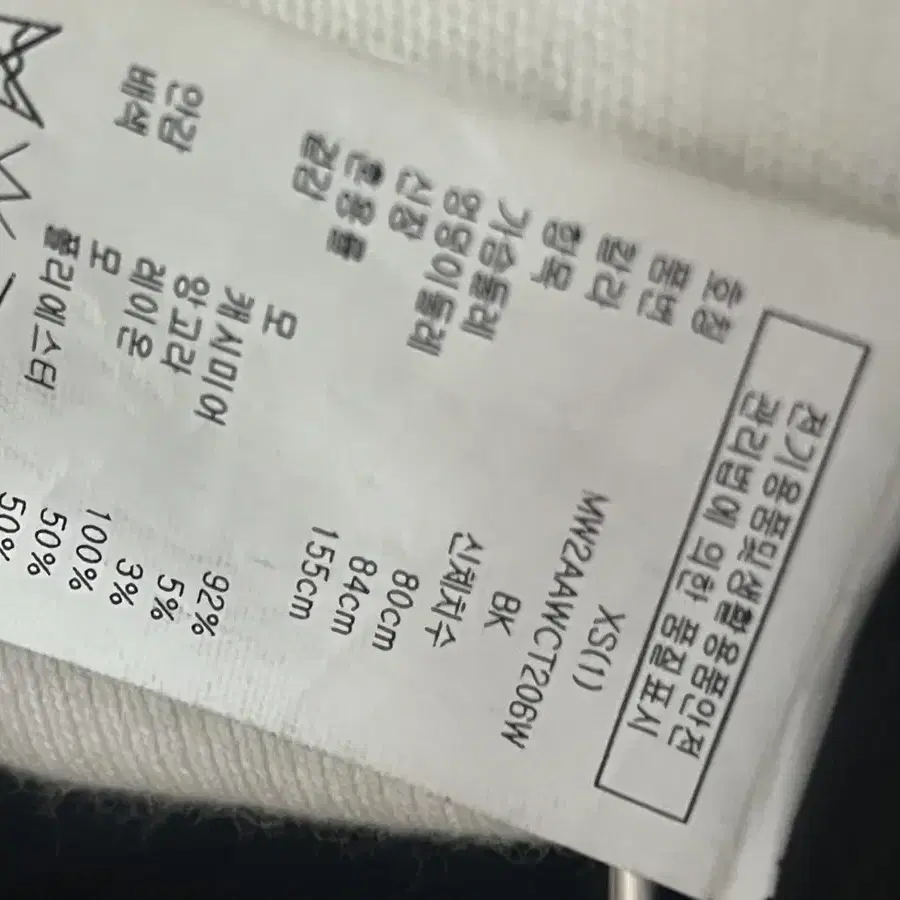 전기용품및생활용품안전
관리법에 의한 품질표시
호칭 XS(1)
품번 MW2AAWCT206W
칼라 BK
항목 신체치수
가슴둘레 80cm
엉덩이둘레 84cm
신장 155cm
혼용률
겉감 모 92%
캐시미어 5%
앙고라 3%
안감 레이온 100%
배색 모 50%
폴리에스터 50%